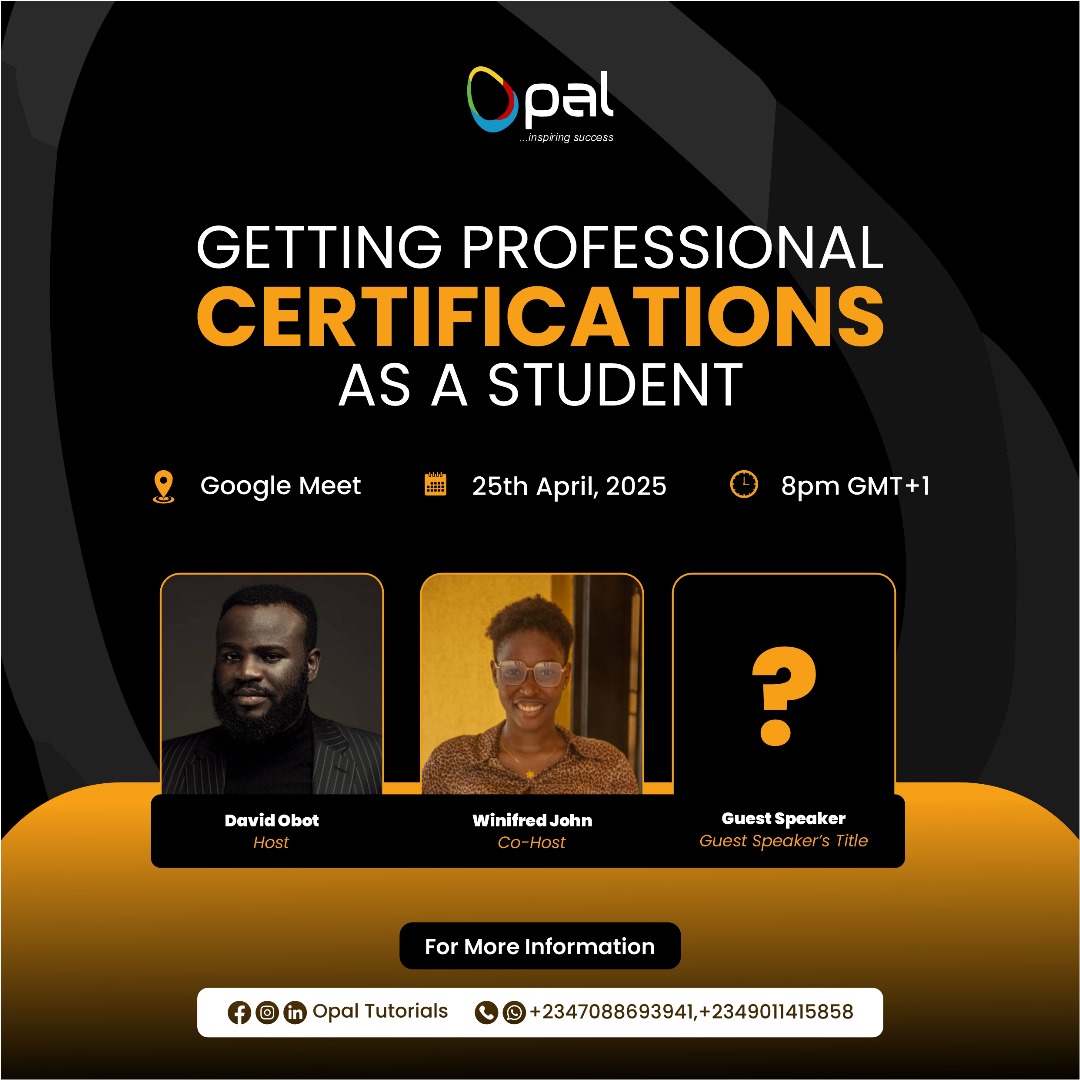 Opal
...inspiring success
GETTING PROFESSIONAL
CERTIFICATIONS
AS A STUDENT
Google Meet
25th April, 2025
8pm GMT+1
?
David Obot
Host
Winifred John
Co-Host
Guest Speaker
Guest Speaker’s Title
For More Information
Opal Tutorials
+2347088693941,+2349011415858